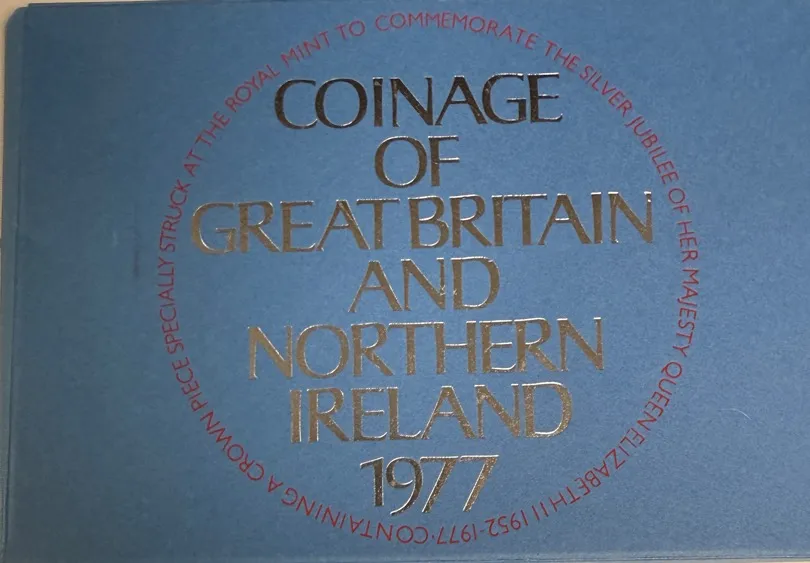 COINAGE
OF
GREAT BRITAIN
AND
NORTHERN
IRELAND
1977
CONTAINING A CROWN PIECE SPECIALLY STRUCK AT THE ROYAL MINT TO COMMEMORATE THE SILVER JUBILEE OF HER MAJESTY QUEEN ELIZABETH II 1952-1977·